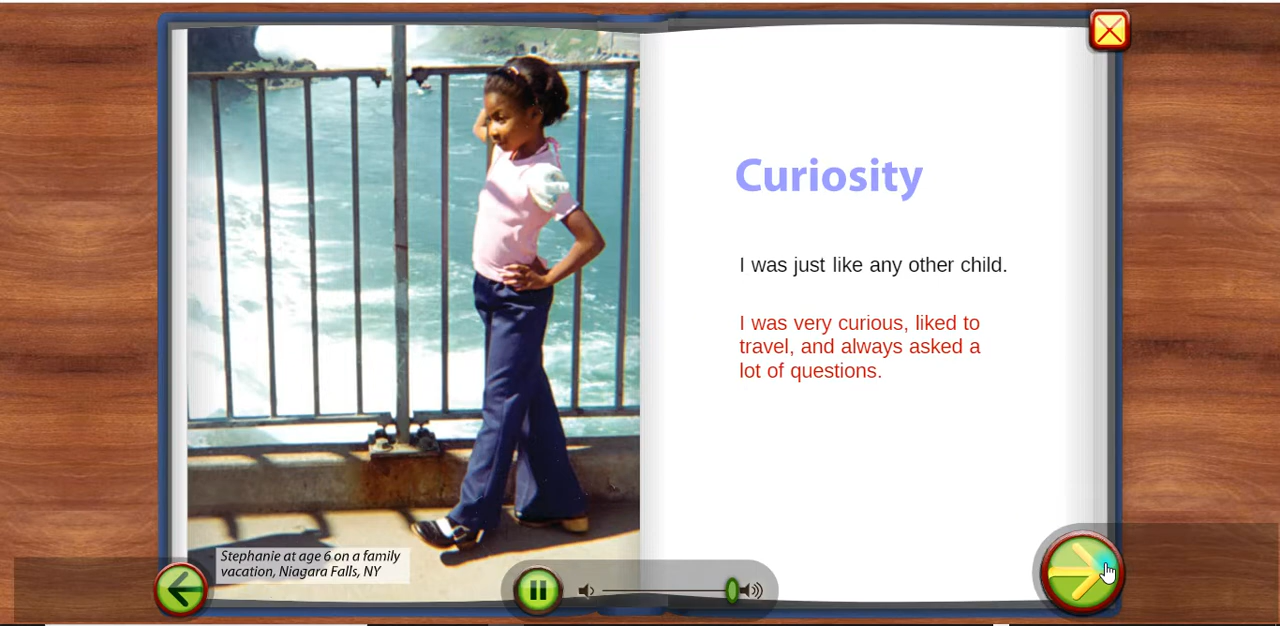 Curiosity
I was just like any other child.
I was very curious, liked to
travel, and always asked a
lot of questions.
Stephanie at age 6 on a family
vacation, Niagara Falls, NY